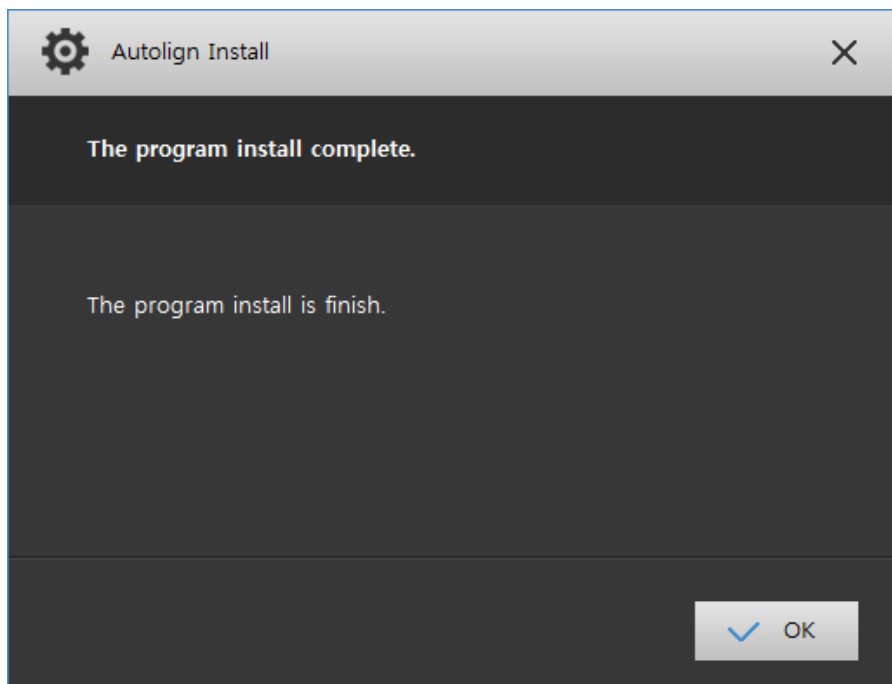 Autolign Install
The program install complete.
The program install is finish.
OK